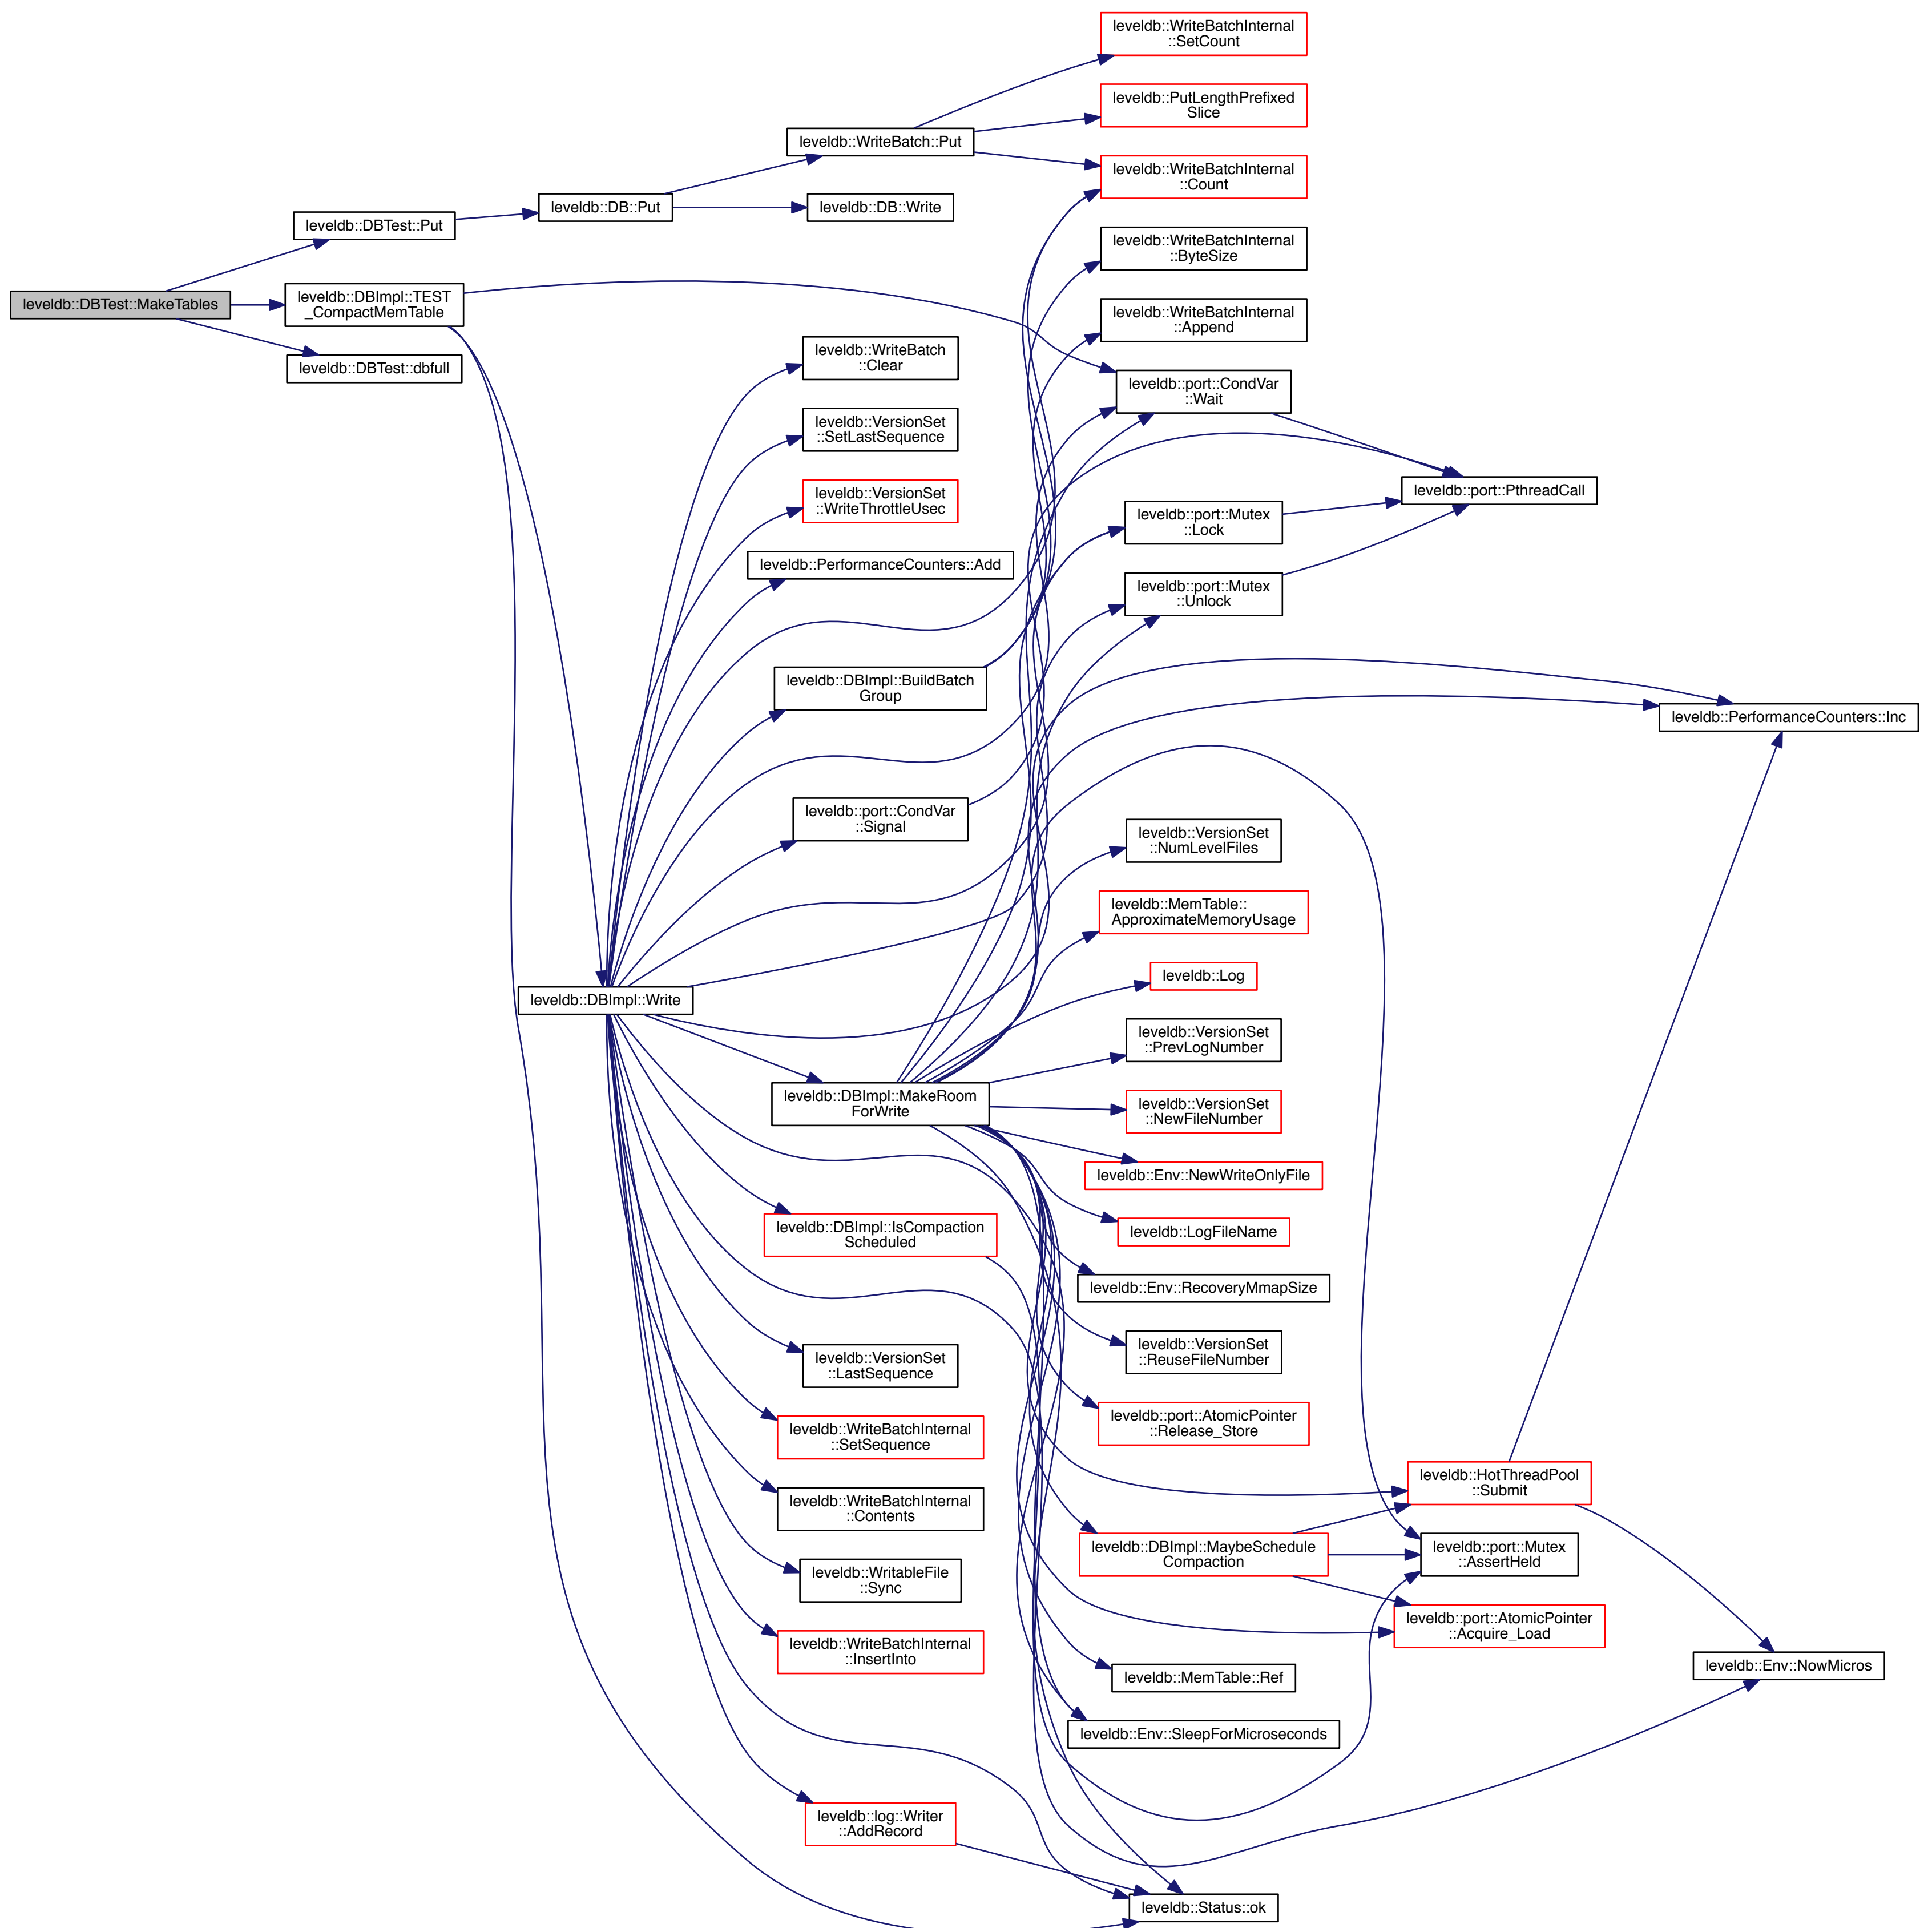 leveldb::WriteBatchInternal
::SetCount
leveldb::PutLengthPrefixed
Slice
leveldb::WriteBatch::Put
leveldb::WriteBatchInternal
::Count
leveldb::DB::Put
leveldb::DB::Write
leveldb::DBTest::Put
leveldb::WriteBatchInternal
::ByteSize
leveldb::DBTest::MakeTables
leveldb::DBImpl::TEST
_CompactMemTable
leveldb::WriteBatchInternal
::Append
leveldb::DBTest::dbfull
leveldb::WriteBatch
::Clear
leveldb::port::CondVar
::Wait
leveldb::VersionSet
::SetLastSequence
leveldb::port::PthreadCall
leveldb::VersionSet
::WriteThrottleUsec
leveldb::port::Mutex
::Lock
leveldb::PerformanceCounters::Add
leveldb::port::Mutex
::Unlock
leveldb::DBImpl::BuildBatch
Group
leveldb::PerformanceCounters::Inc
leveldb::port::CondVar
::Signal
leveldb::VersionSet
::NumLevelFiles
leveldb::MemTable::
ApproximateMemoryUsage
leveldb::Log
leveldb::DBImpl::Write
leveldb::VersionSet
::PrevLogNumber
leveldb::DBImpl::MakeRoom
ForWrite
leveldb::VersionSet
::NewFileNumber
leveldb::Env::NewWriteOnlyFile
leveldb::DBImpl::IsCompaction
Scheduled
leveldb::LogFileName
leveldb::Env::RecoveryMmapSize
leveldb::VersionSet
::LastSequence
leveldb::VersionSet
::ReuseFileNumber
leveldb::WriteBatchInternal
::SetSequence
leveldb::port::AtomicPointer
::Release_Store
leveldb::HotThreadPool
::Submit
leveldb::WriteBatchInternal
::Contents
leveldb::DBImpl::MaybeSchedule
Compaction
leveldb::port::Mutex
::AssertHeld
leveldb::WritableFile
::Sync
leveldb::port::AtomicPointer
::Acquire_Load
leveldb::WriteBatchInternal
::InsertInto
leveldb::Env::NowMicros
leveldb::MemTable::Ref
leveldb::Env::SleepForMicroseconds
leveldb::log::Writer
::AddRecord
leveldb::Status::ok